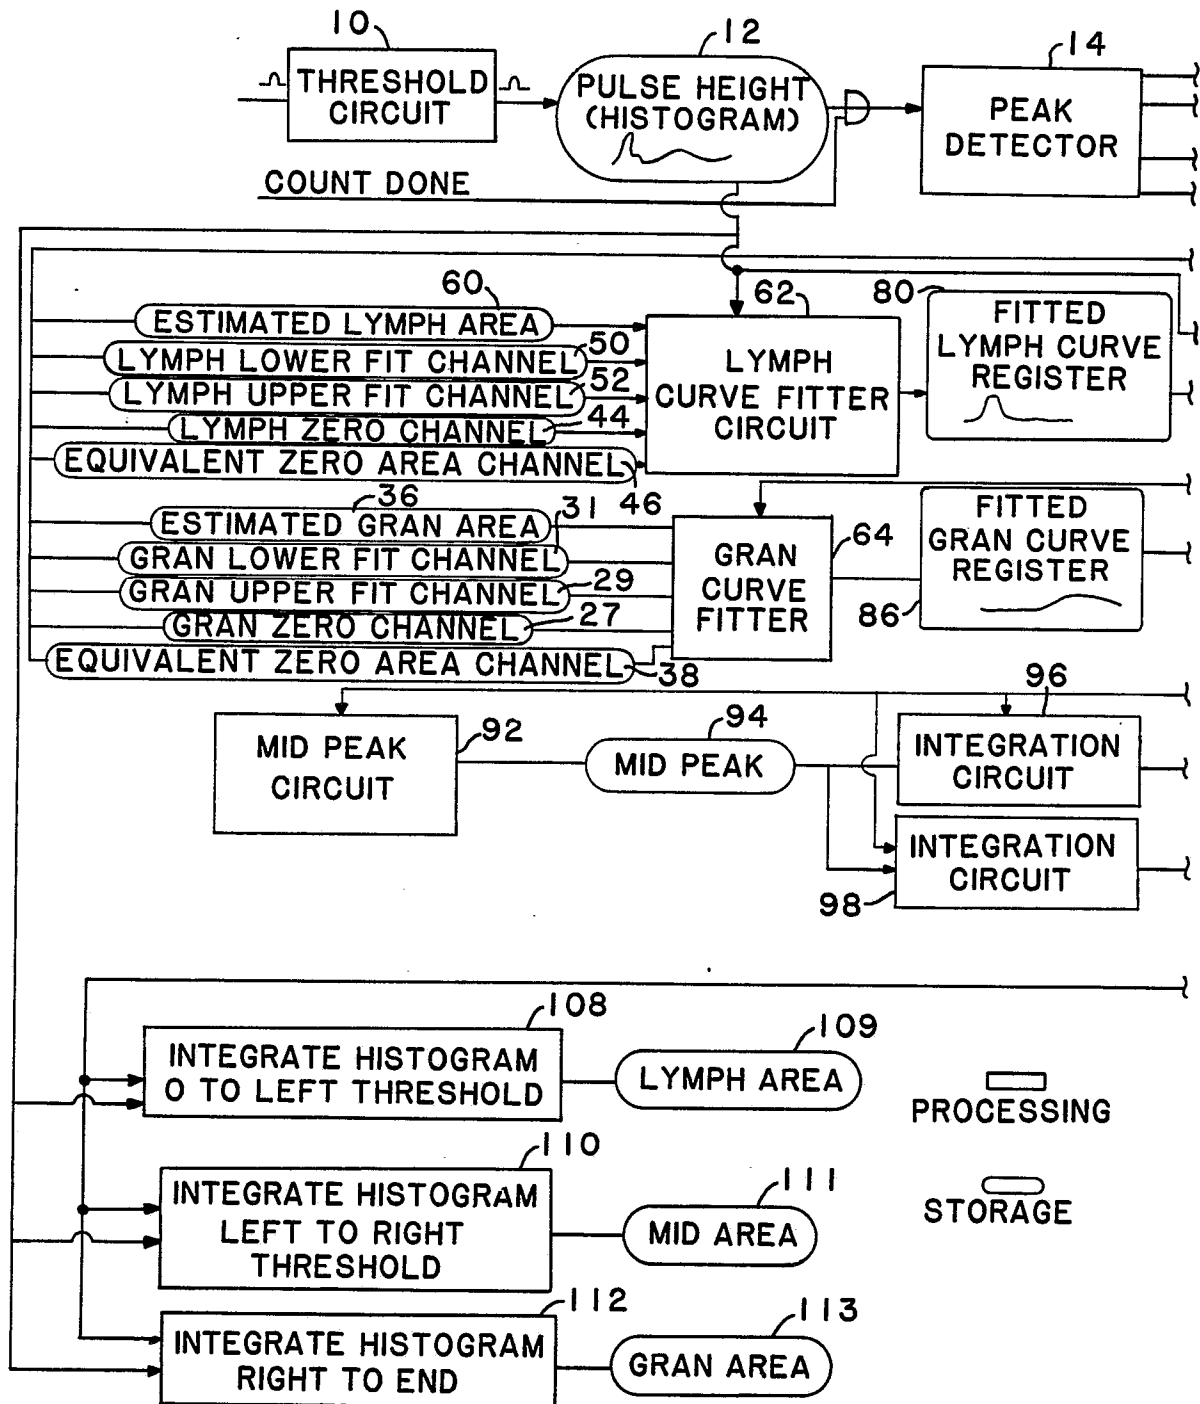 10
THRESHOLD
CIRCUIT
12
PULSE HEIGHT
(HISTOGRAM)
14
PEAK
DETECTOR
COUNT DONE
60
ESTIMATED LYMPH AREA
LYMPH LOWER FIT CHANNEL
50
LYMPH UPPER FIT CHANNEL
52
LYMPH ZERO CHANNEL
44
EQUIVALENT ZERO AREA CHANNEL
46
62
LYMPH
CURVE FITTER
CIRCUIT
80
FITTED
LYMPH CURVE
REGISTER
36
ESTIMATED GRAN AREA
31
GRAN LOWER FIT CHANNEL
GRAN UPPER FIT CHANNEL
29
GRAN ZERO CHANNEL
27
EQUIVALENT ZERO AREA CHANNEL
38
GRAN
CURVE
FITTER
64
FITTED
GRAN CURVE
REGISTER
86
MID PEAK
CIRCUIT
92
94
MID PEAK
96
INTEGRATION
CIRCUIT
INTEGRATION
CIRCUIT
98
108
INTEGRATE HISTOGRAM
0 TO LEFT THRESHOLD
109
LYMPH AREA
PROCESSING
110
INTEGRATE HISTOGRAM
LEFT TO RIGHT
THRESHOLD
111
MID AREA
STORAGE
112
INTEGRATE HISTOGRAM
RIGHT TO END
113
GRAN AREA